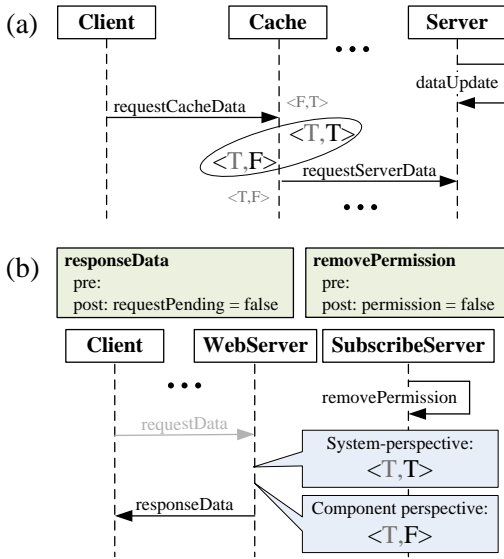 (a)
Client Cache Server
dataUpdate
requestCacheData
<F,T>
<T,T>
<T,F>
requestServerData
<T,F>
(b)
responseData
pre:
post: requestPending = false
removePermission
pre:
post: permission = false
Client WebServer SubscribeServer
removePermission
requestData
System-perspective:
<T,T>
responseData
Component perspective:
<T,F>